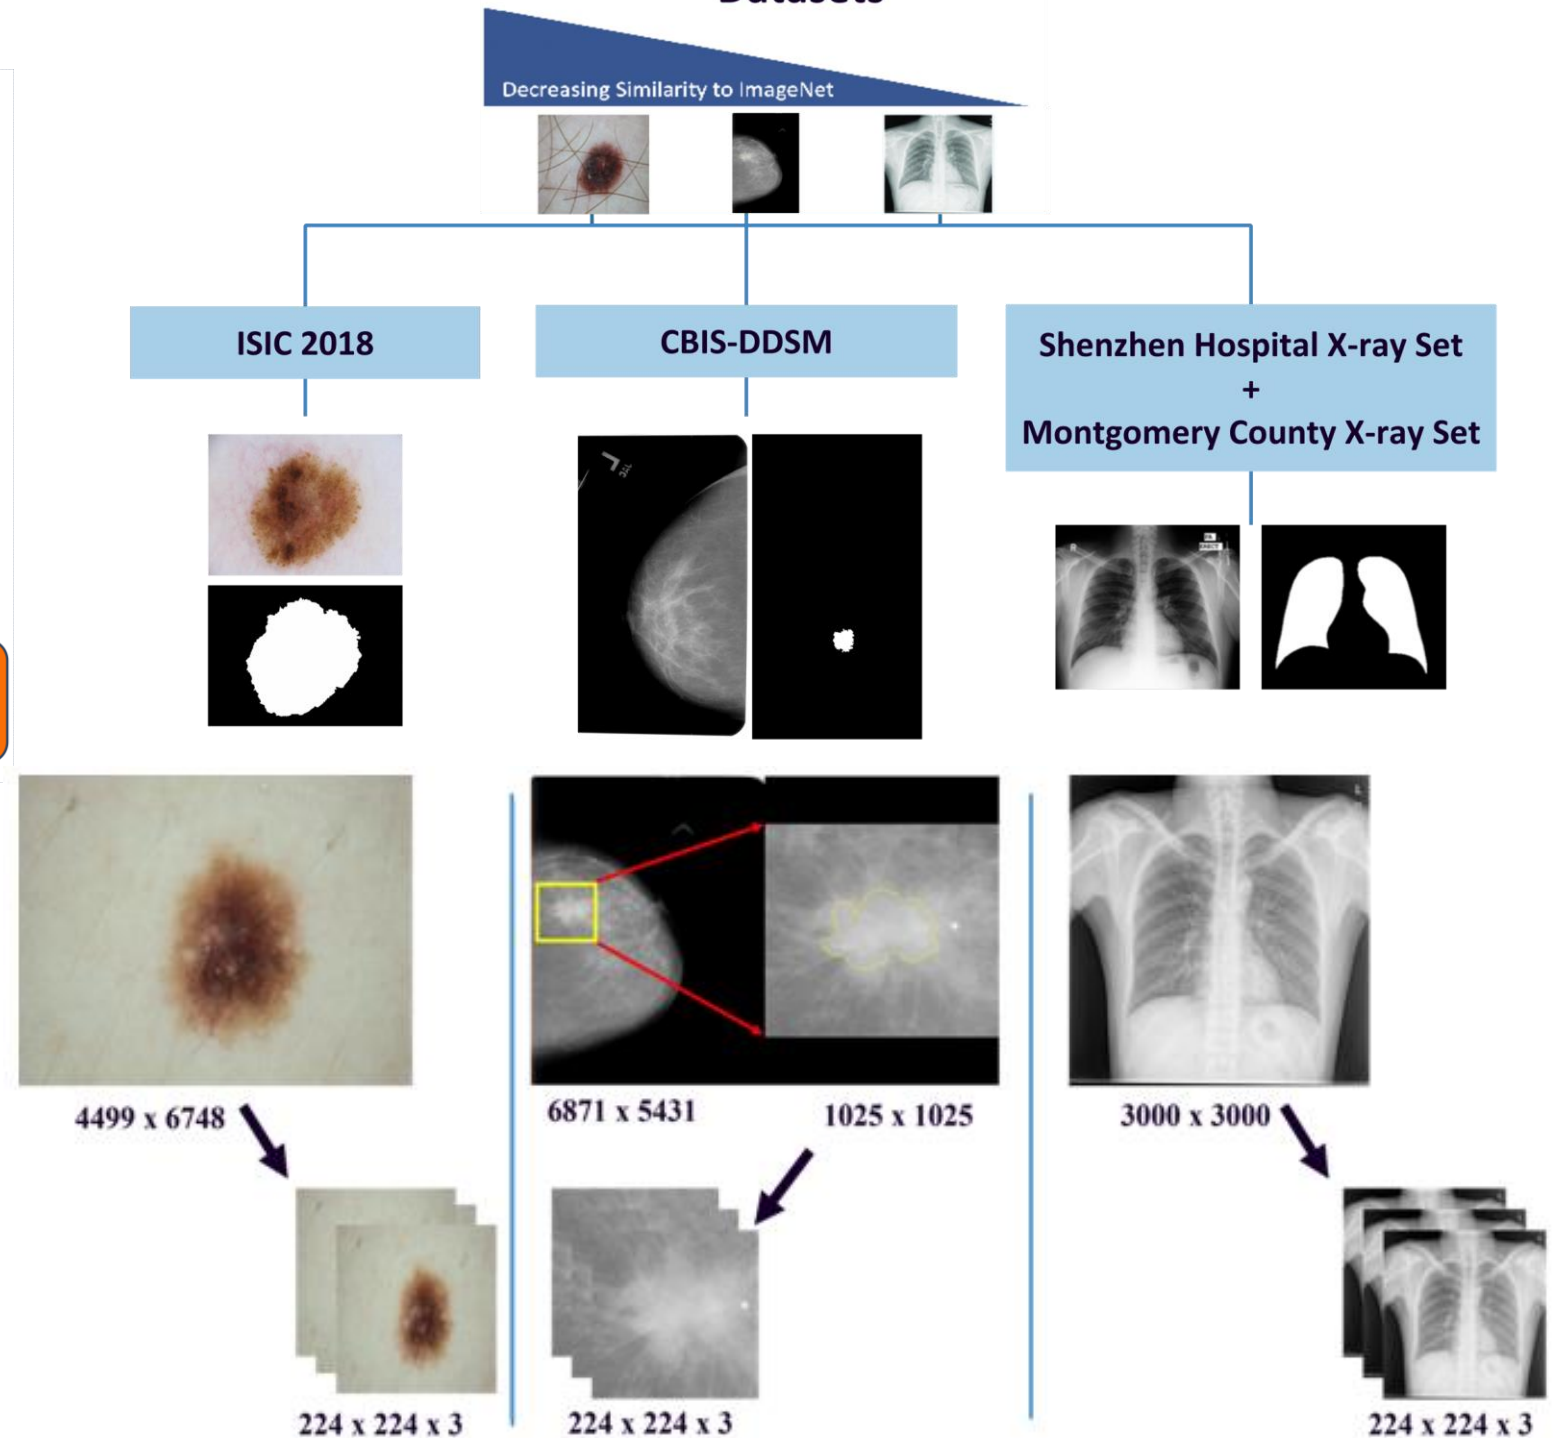 Datasets
Decreasing Similarity to ImageNet
ISIC 2018
CBIS-DDSM
Shenzhen Hospital X-ray Set
+
Montgomery County X-ray Set
4499 x 6748
6871 x 5431
1025 x 1025
3000 x 3000
224 x 224 x 3
224 x 224 x 3
224 x 224 x 3